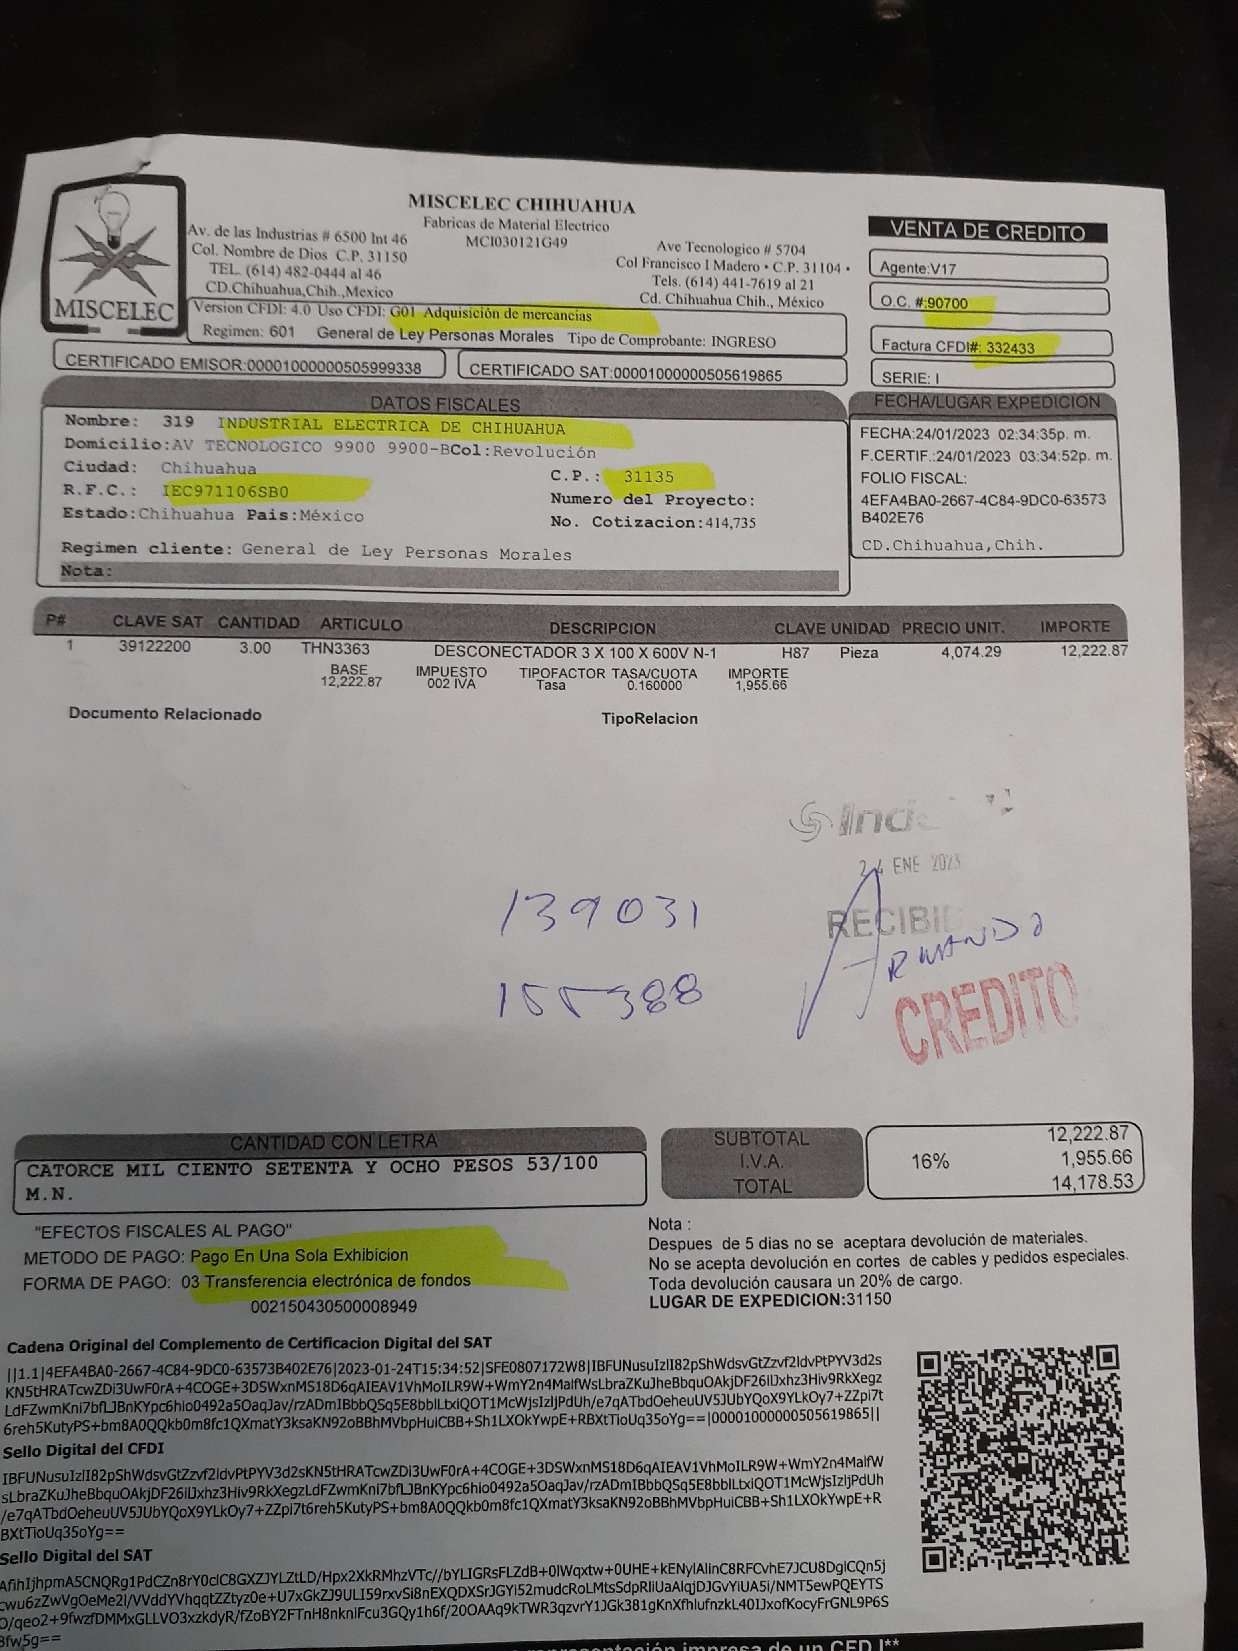 MISCELEC
MISCELEC CHIHUAHUA
Fabricas de Material Electrico
MCI030121G49
Av. de las Industrias # 6500 Int 46
Col. Nombre de Dios C.P. 31150
TEL. (614) 482-0444 al 46
CD.Chihuahua,Chih.,Mexico
Ave Tecnologico # 5704
Col Francisco I Madero • C.P. 31104 •
Tels. (614) 441-7619 al 21
Cd. Chihuahua Chih., México
VENTA DE CREDITO
Agente:V17
O.C. #:90700
Factura CFDI#: 332433
SERIE: I
Version CFDI: 4.0 Uso CFDI: G01 Adquisición de mercancias
Regimen: 601 General de Ley Personas Morales Tipo de Comprobante: INGRESO
CERTIFICADO EMISOR:00001000000505999338
CERTIFICADO SAT:00001000000505619865
DATOS FISCALES
Nombre: 319 INDUSTRIAL ELECTRICA DE CHIHUAHUA
Domicilio:AV TECNOLOGICO 9900 9900-BCol:Revolución
Ciudad: Chihuahua
C.P.: 31135
R.F.C.: IEC971106SB0
Numero del Proyecto:
Estado:Chihuahua Pais:México
No. Cotizacion:414,735
Regimen cliente: General de Ley Personas Morales
Nota:
FECHA/LUGAR EXPEDICION
FECHA:24/01/2023 02:34:35p. m.
F.CERTIF.:24/01/2023 03:34:52p. m.
FOLIO FISCAL:
4EFA4BA0-2667-4C84-9DC0-63573
B402E76
CD.Chihuahua,Chih.
P# CLAVE SAT CANTIDAD ARTICULO DESCRIPCION CLAVE UNIDAD PRECIO UNIT. IMPORTE
1 39122200 3.00 THN3363 DESCONECTADOR 3 X 100 X 600V N-1 H87 Pieza 4,074.29 12,222.87
BASE IMPUESTO TIPOFACTOR TASA/CUOTA IMPORTE
12,222.87 002 IVA Tasa 0.160000 1,955.66
Documento Relacionado TipoRelacion
24 ENE 2023
139031
ARMANDO
155388
CREDITO
CANTIDAD CON LETRA
CATORCE MIL CIENTO SETENTA Y OCHO PESOS 53/100
M.N.
SUBTOTAL 12,222.87
I.V.A. 16% 1,955.66
TOTAL 14,178.53
"EFECTOS FISCALES AL PAGO"
METODO DE PAGO: Pago En Una Sola Exhibicion
FORMA DE PAGO: 03 Transferencia electrónica de fondos
002150430500008949
Nota :
Despues de 5 dias no se aceptara devolución de materiales.
No se acepta devolución en cortes de cables y pedidos especiales.
Toda devolución causara un 20% de cargo.
LUGAR DE EXPEDICION:31150
Cadena Original del Complemento de Certificacion Digital del SAT
Sello Digital del CFDI
Sello Digital del SAT
impresa de un CFD I**